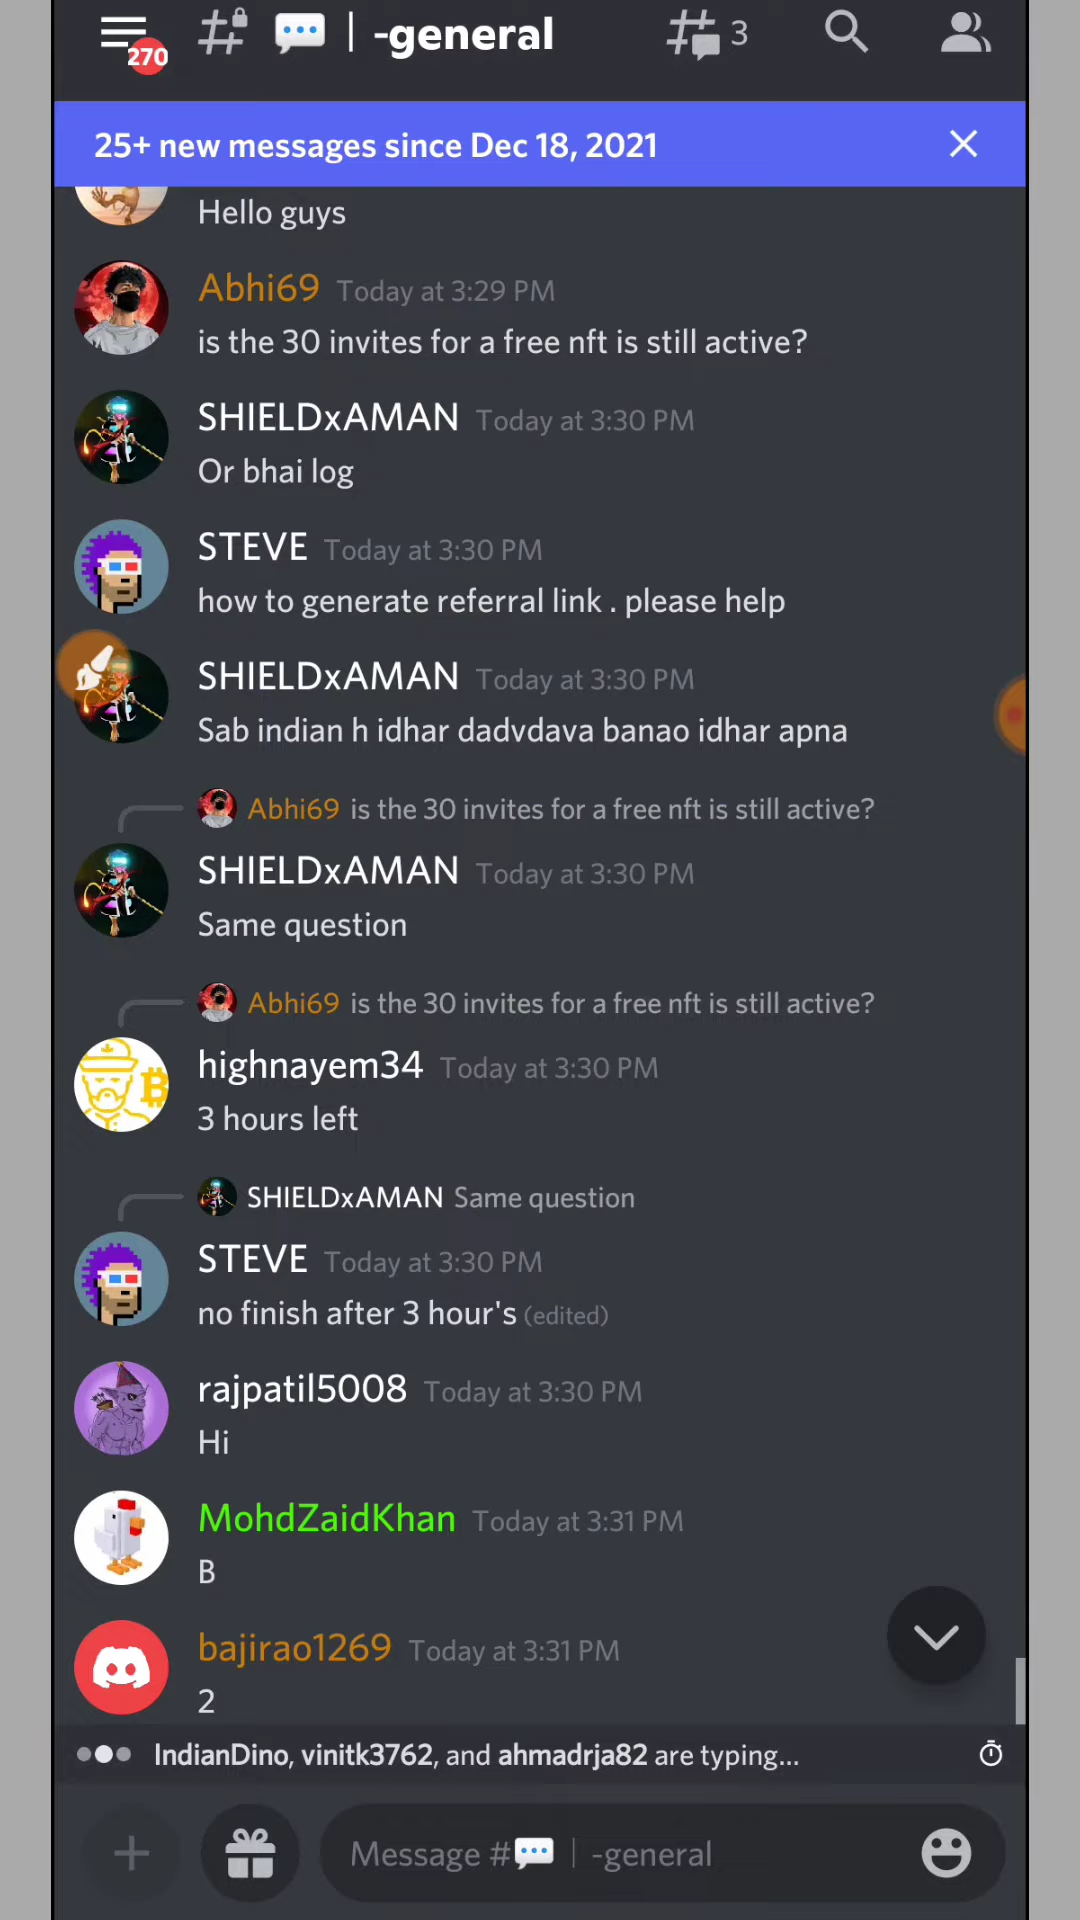 270
| -general
3
25+ new messages since Dec 18, 2021
Hello guys
Abhi69 Today at 3:29 PM
is the 30 invites for a free nft is still active?
SHIELDxAMAN Today at 3:30 PM
Or bhai log
STEVE Today at 3:30 PM
how to generate referral link . please help
SHIELDxAMAN Today at 3:30 PM
Sab indian h idhar dadvdava banao idhar apna
Abhi69 is the 30 invites for a free nft is still active?
SHIELDxAMAN Today at 3:30 PM
Same question
Abhi69 is the 30 invites for a free nft is still active?
highnayem34 Today at 3:30 PM
3 hours left
SHIELDxAMAN Same question
STEVE Today at 3:30 PM
no finish after 3 hour's (edited)
rajpatil5008 Today at 3:30 PM
Hi
MohdZaidKhan Today at 3:31 PM
B
bajirao1269 Today at 3:31 PM
2
IndianDino, vinitk3762, and ahmadrja82 are typing...
Message #💬 | -general